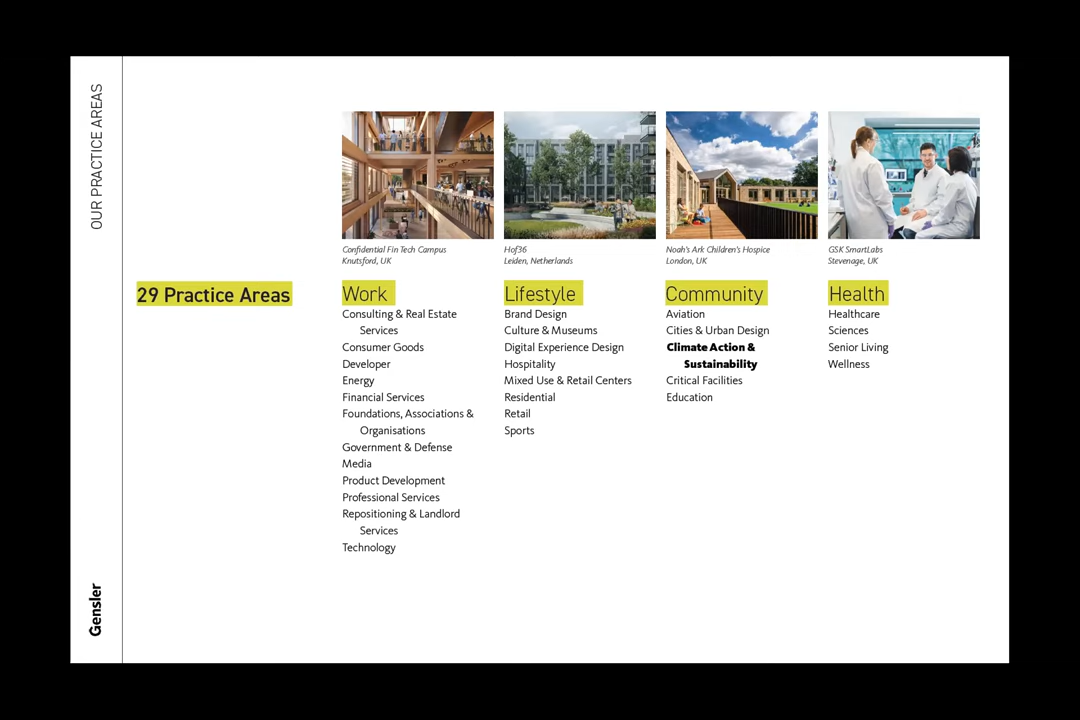 OUR PRACTICE AREAS
Confidential Fin Tech Campus
Knutsford, UK
Hof36
Leiden, Netherlands
Noah's Ark Children's Hospice
London, UK
GSK SmartLabs
Stevenage, UK
29 Practice Areas
Work
Consulting & Real Estate
Services
Consumer Goods
Developer
Energy
Financial Services
Foundations, Associations &
Organisations
Government & Defense
Media
Product Development
Professional Services
Repositioning & Landlord
Services
Technology
Lifestyle
Brand Design
Culture & Museums
Digital Experience Design
Hospitality
Mixed Use & Retail Centers
Residential
Retail
Sports
Community
Aviation
Cities & Urban Design
Climate Action &
Sustainability
Critical Facilities
Education
Health
Healthcare
Sciences
Senior Living
Wellness
Gensler